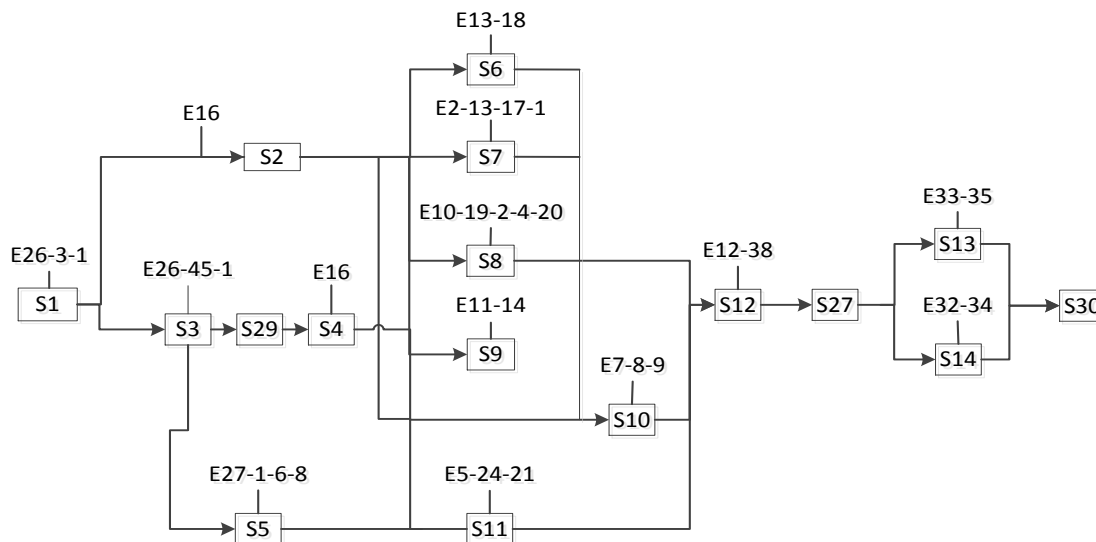 E13-18
S6
E2-13-17-1
E16
S7
S2
E10-19-2-4-20
E33-35
S8
S13
E26-3-1
E26-45-1
E16
E12-38
S1
S3
S29
S4
S12
S27
E32-34
S30
E11-14
S9
S14
E7-8-9
S10
E27-1-6-8
E5-24-21
S5
S11